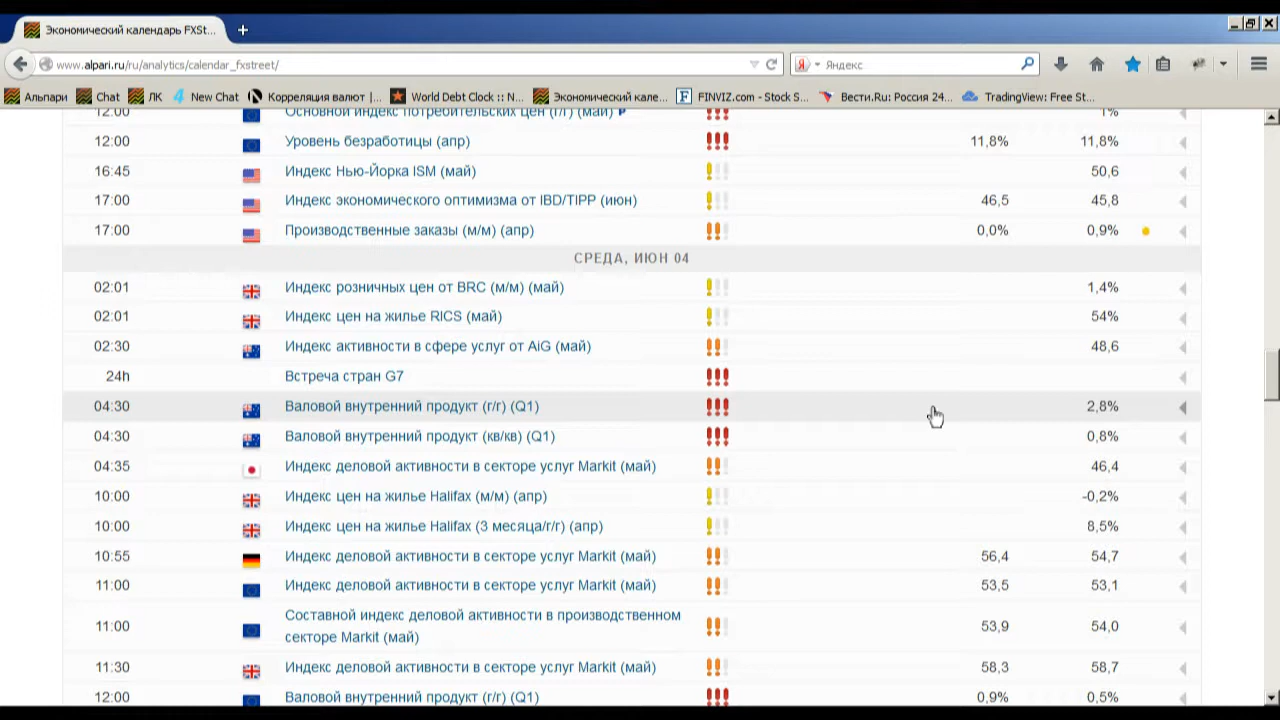 Экономический календарь FXSt...
www.alpari.ru/ru/analytics/calendar_fxstreet/
Яндекс
Альпари Chat ЛК New Chat Корреляция валют |... World Debt Clock :: N... Экономический кале... FINVIZ.com - Stock S... Вести.Ru: Россия 24... TradingView: Free St...
12:00 Основной индекс потребительских цен (г/г) (май) P 1%
12:00 Уровень безработицы (апр) 11,8% 11,8%
16:45 Индекс Нью-Йорка ISM (май) 50,6
17:00 Индекс экономического оптимизма от IBD/TIPP (июн) 46,5 45,8
17:00 Производственные заказы (м/м) (апр) 0,0% 0,9%
СРЕДА, ИЮН 04
02:01 Индекс розничных цен от BRC (м/м) (май) 1,4%
02:01 Индекс цен на жилье RICS (май) 54%
02:30 Индекс активности в сфере услуг от AiG (май) 48,6
24h Встреча стран G7
04:30 Валовой внутренний продукт (г/г) (Q1) 2,8%
04:30 Валовой внутренний продукт (кв/кв) (Q1) 0,8%
04:35 Индекс деловой активности в секторе услуг Markit (май) 46,4
10:00 Индекс цен на жилье Halifax (м/м) (апр) -0,2%
10:00 Индекс цен на жилье Halifax (3 месяца/г/г) (апр) 8,5%
10:55 Индекс деловой активности в секторе услуг Markit (май) 56,4 54,7
11:00 Индекс деловой активности в секторе услуг Markit (май) 53,5 53,1
11:00 Составной индекс деловой активности в производственном
секторе Markit (май) 53,9 54,0
11:30 Индекс деловой активности в секторе услуг Markit (май) 58,3 58,7
12:00 Валовой внутренний продукт (г/г) (Q1) 0,9% 0,5%